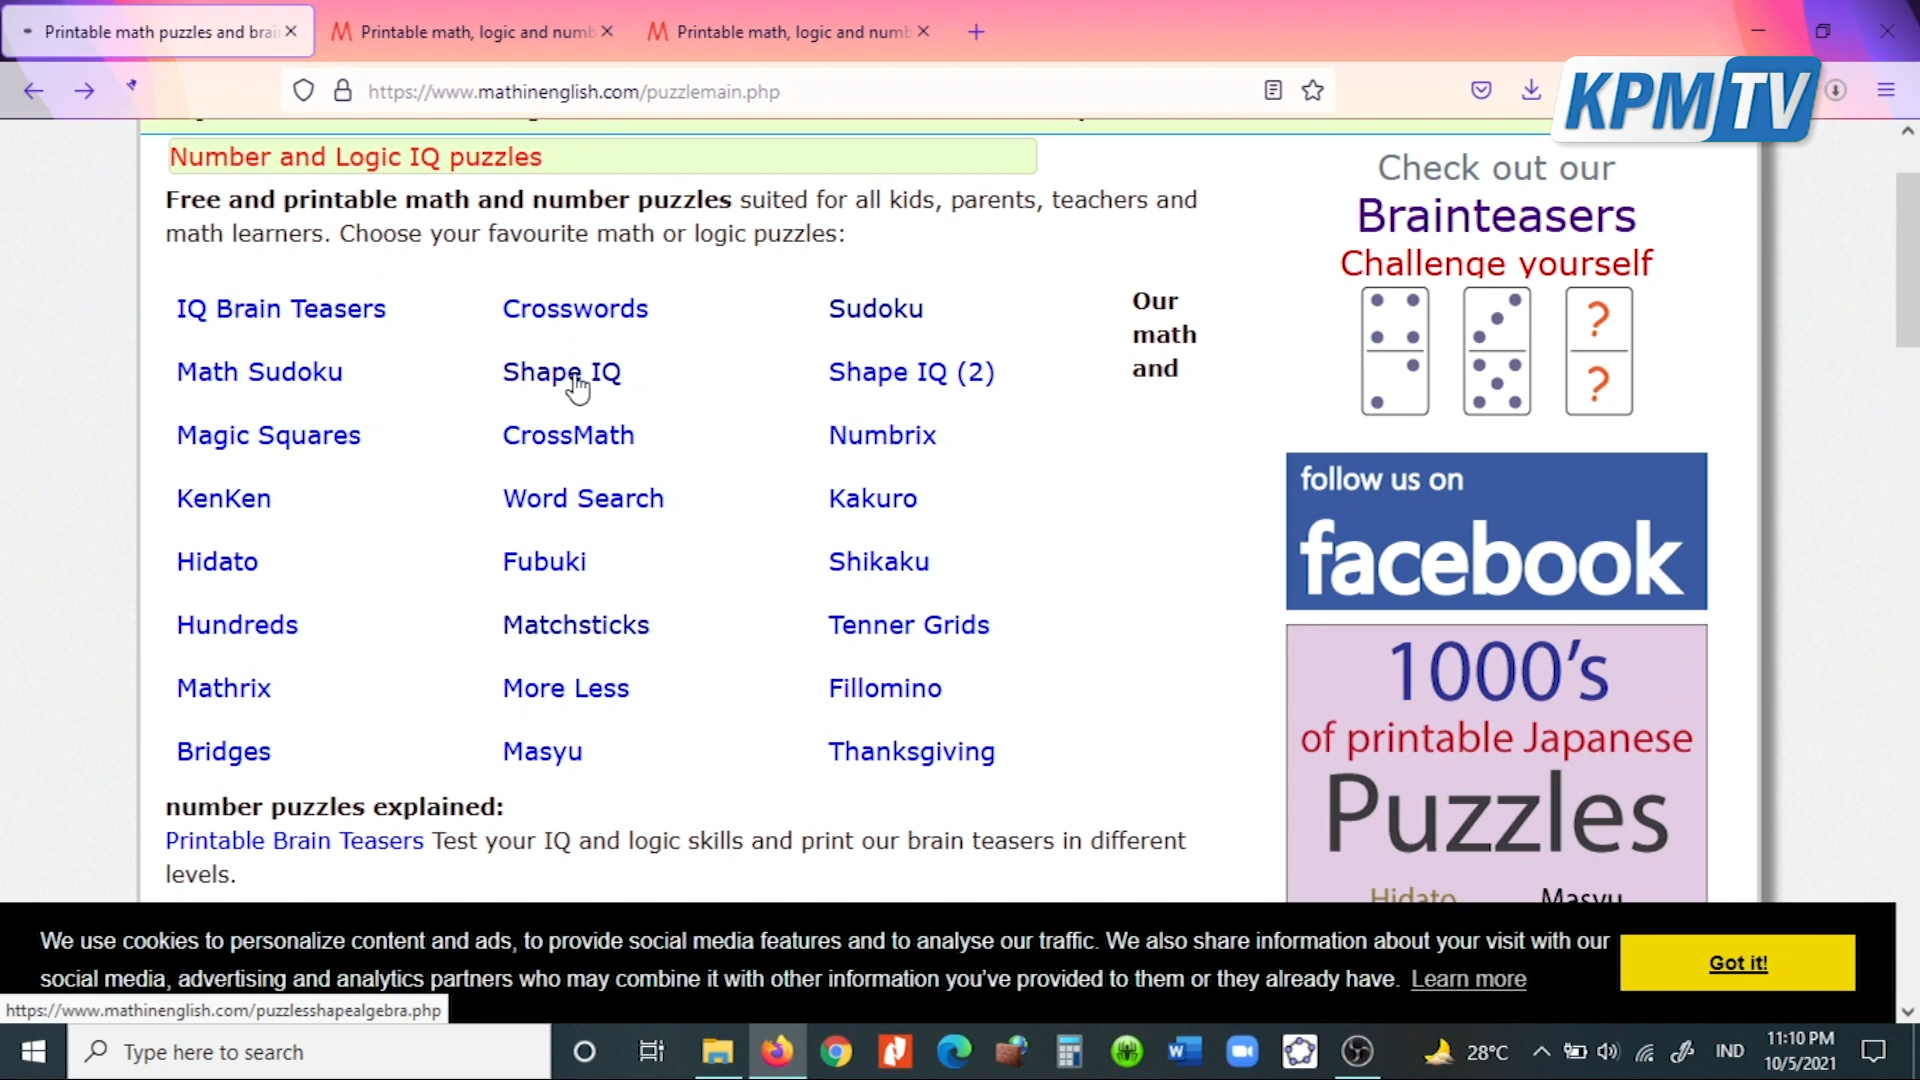 Printable math puzzles and brai
Printable math, logic and numb
Printable math, logic and numb
https://www.mathinenglish.com/puzzlemain.php
KPM TV
Number and Logic IQ puzzles
Free and printable math and number puzzles suited for all kids, parents, teachers and
math learners. Choose your favourite math or logic puzzles:
IQ Brain Teasers Crosswords Sudoku
Math Sudoku Shape IQ Shape IQ (2)
Magic Squares CrossMath Numbrix
KenKen Word Search Kakuro
Hidato Fubuki Shikaku
Hundreds Matchsticks Tenner Grids
Mathrix More Less Fillomino
Bridges Masyu Thanksgiving
Our
math
and
number puzzles explained:
Printable Brain Teasers Test your IQ and logic skills and print our brain teasers in different
levels.
Check out our
Brainteasers
Challenge yourself
? ?
follow us on
facebook
1000's
of printable Japanese
Puzzles
Hidato Masyu
We use cookies to personalize content and ads, to provide social media features and to analyse our traffic. We also share information about your visit with our
social media, advertising and analytics partners who may combine it with other information you've provided to them or they already have. Learn more
Got it!
https://www.mathinenglish.com/puzzlesshapealgebra.php
Type here to search
28°C
IND
11:10 PM
10/5/2021